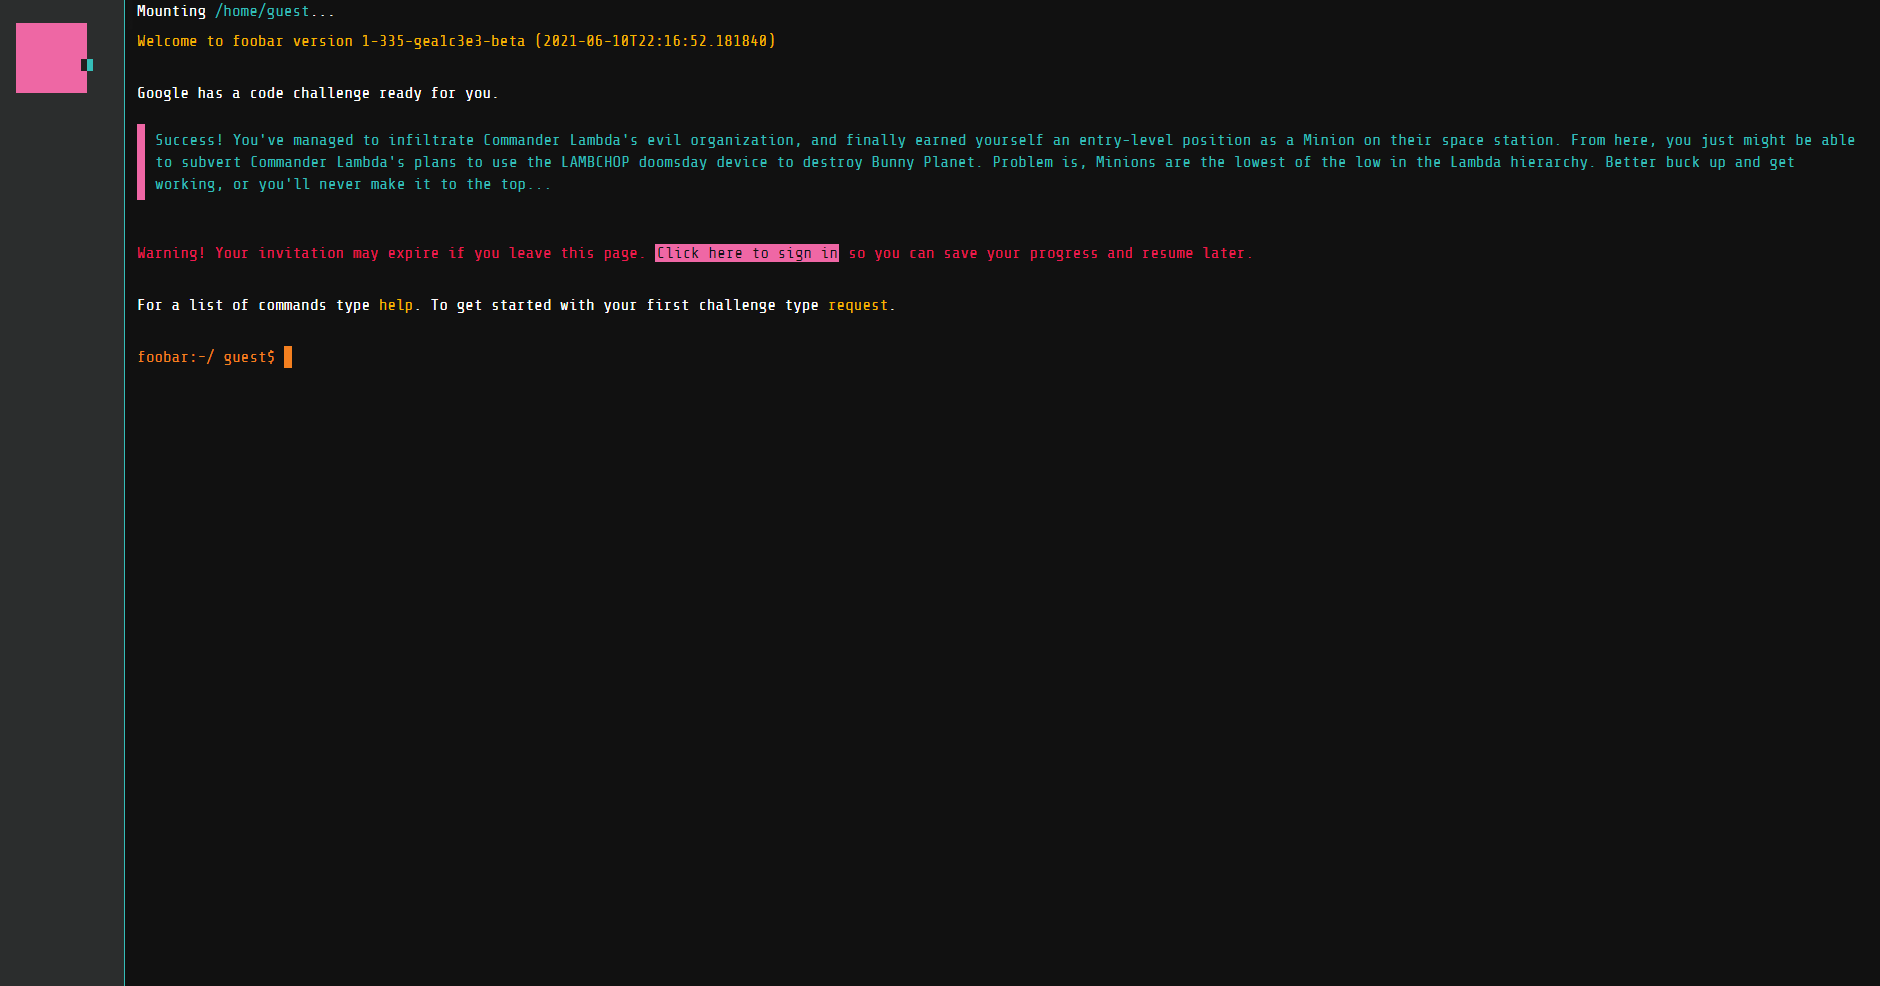 Mounting /home/guest...
Welcome to foobar version 1-335-gea1c3e3-beta (2021-06-10T22:16:52.181840)
Google has a code challenge ready for you.
Success! You've managed to infiltrate Commander Lambda's evil organization, and finally earned yourself an entry-level position as a Minion on their space station. From here, you just might be able
to subvert Commander Lambda's plans to use the LAMBCHOP doomsday device to destroy Bunny Planet. Problem is, Minions are the lowest of the low in the Lambda hierarchy. Better buck up and get
working, or you'll never make it to the top...
Warning! Your invitation may expire if you leave this page. Click here to sign in so you can save your progress and resume later.
For a list of commands type help. To get started with your first challenge type request.
foobar:~/ guest$